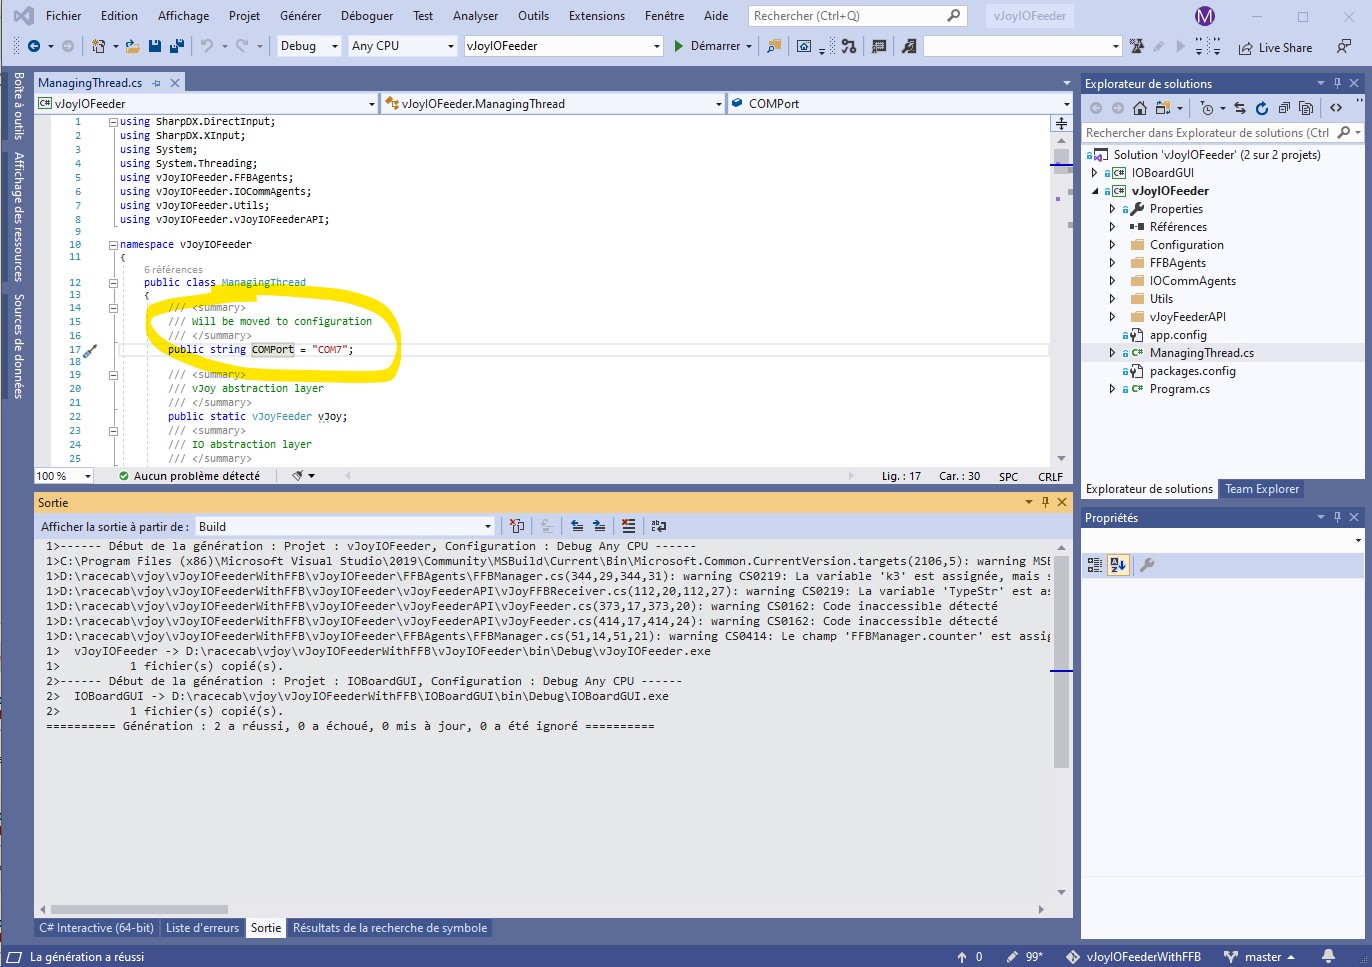 Fichier Edition Affichage Projet Générer Déboguer Test Analyser Outils Extensions Fenêtre Aide Rechercher (Ctrl+Q) vJoyIOFeeder M
Debug Any CPU vJoyIOFeeder Démarrer Live Share
Boîte à outils
Affichage des ressources
Sources de données
ManagingThread.cs
C# vJoyIOFeeder vJoyIOFeeder.ManagingThread COMPort
1 using SharpDX.DirectInput;
2 using SharpDX.XInput;
3 using System;
4 using System.Threading;
5 using vJoyIOFeeder.FFBAgents;
6 using vJoyIOFeeder.IOCommAgents;
7 using vJoyIOFeeder.Utils;
8 using vJoyIOFeeder.vJoyIOFeederAPI;
9
10 namespace vJoyIOFeeder
11 {
6 références
12 public class ManagingThread
13 {
14 /// <summary>
15 /// Will be moved to configuration
16 /// </summary>
17 public string COMPort = "COM7";
18
19 /// <summary>
20 /// vJoy abstraction layer
21 /// </summary>
22 public static vJoyFeeder vJoy;
23 /// <summary>
24 /// IO abstraction layer
25 /// </summary>
100 % Aucun problème détecté Lig. : 17 Car. : 30 SPC CRLF
Sortie
Afficher la sortie à partir de : Build
1>------ Début de la génération : Projet : vJoyIOFeeder, Configuration : Debug Any CPU ------
1>C:\Program Files (x86)\Microsoft Visual Studio\2019\Community\MSBuild\Current\Bin\Microsoft.Common.CurrentVersion.targets(2106,5): warning MSB
1>D:\racecab\vjoy\vJoyIOFeederWithFFB\vJoyIOFeeder\FFBAgents\FFBManager.cs(344,29,344,31): warning CS0219: La variable 'k3' est assignée, mais s
1>D:\racecab\vjoy\vJoyIOFeederWithFFB\vJoyIOFeeder\vJoyFeederAPI\vJoyFFBReceiver.cs(112,20,112,27): warning CS0219: La variable 'TypeStr' est as
1>D:\racecab\vjoy\vJoyIOFeederWithFFB\vJoyIOFeeder\vJoyFeederAPI\vJoyFeeder.cs(373,17,373,20): warning CS0162: Code inaccessible détecté
1>D:\racecab\vjoy\vJoyIOFeederWithFFB\vJoyIOFeeder\vJoyFeederAPI\vJoyFeeder.cs(414,17,414,24): warning CS0162: Code inaccessible détecté
1>D:\racecab\vjoy\vJoyIOFeederWithFFB\vJoyIOFeeder\FFBAgents\FFBManager.cs(51,14,51,21): warning CS0414: Le champ 'FFBManager.counter' est assig
1> vJoyIOFeeder -> D:\racecab\vjoy\vJoyIOFeederWithFFB\vJoyIOFeeder\bin\Debug\vJoyIOFeeder.exe
1> 1 fichier(s) copié(s).
2>------ Début de la génération : Projet : IOBoardGUI, Configuration : Debug Any CPU ------
2> IOBoardGUI -> D:\racecab\vjoy\vJoyIOFeederWithFFB\IOBoardGUI\bin\Debug\IOBoardGUI.exe
2> 1 fichier(s) copié(s).
========== Génération : 2 a réussi, 0 a échoué, 0 mis à jour, 0 a été ignoré ==========
C# Interactive (64-bit) Liste d'erreurs Sortie Résultats de la recherche de symbole
Explorateur de solutions
Rechercher dans Explorateur de solutions (Ctrl
Solution 'vJoyIOFeeder' (2 sur 2 projets)
C# IOBoardGUI
C# vJoyIOFeeder
Properties
Références
Configuration
FFBAgents
IOCommAgents
Utils
vJoyFeederAPI
app.config
C# ManagingThread.cs
packages.config
C# Program.cs
Explorateur de solutions Team Explorer
Propriétés
La génération a réussi 0 99* vJoyIOFeederWithFFB master